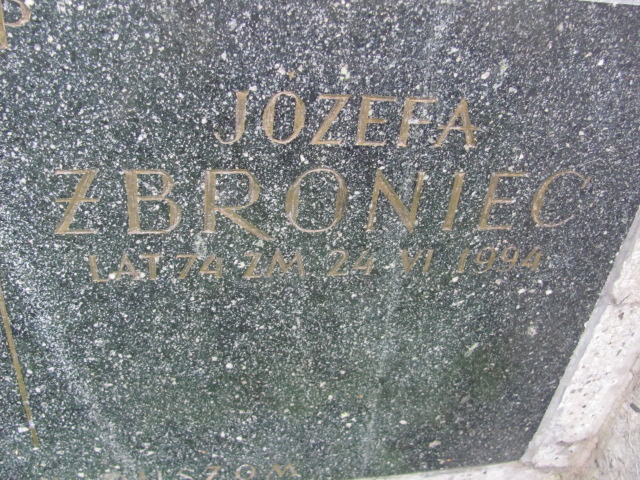 JÓZEFA
ZBRONIEC
LAT 74 ZM 24 VI 1994